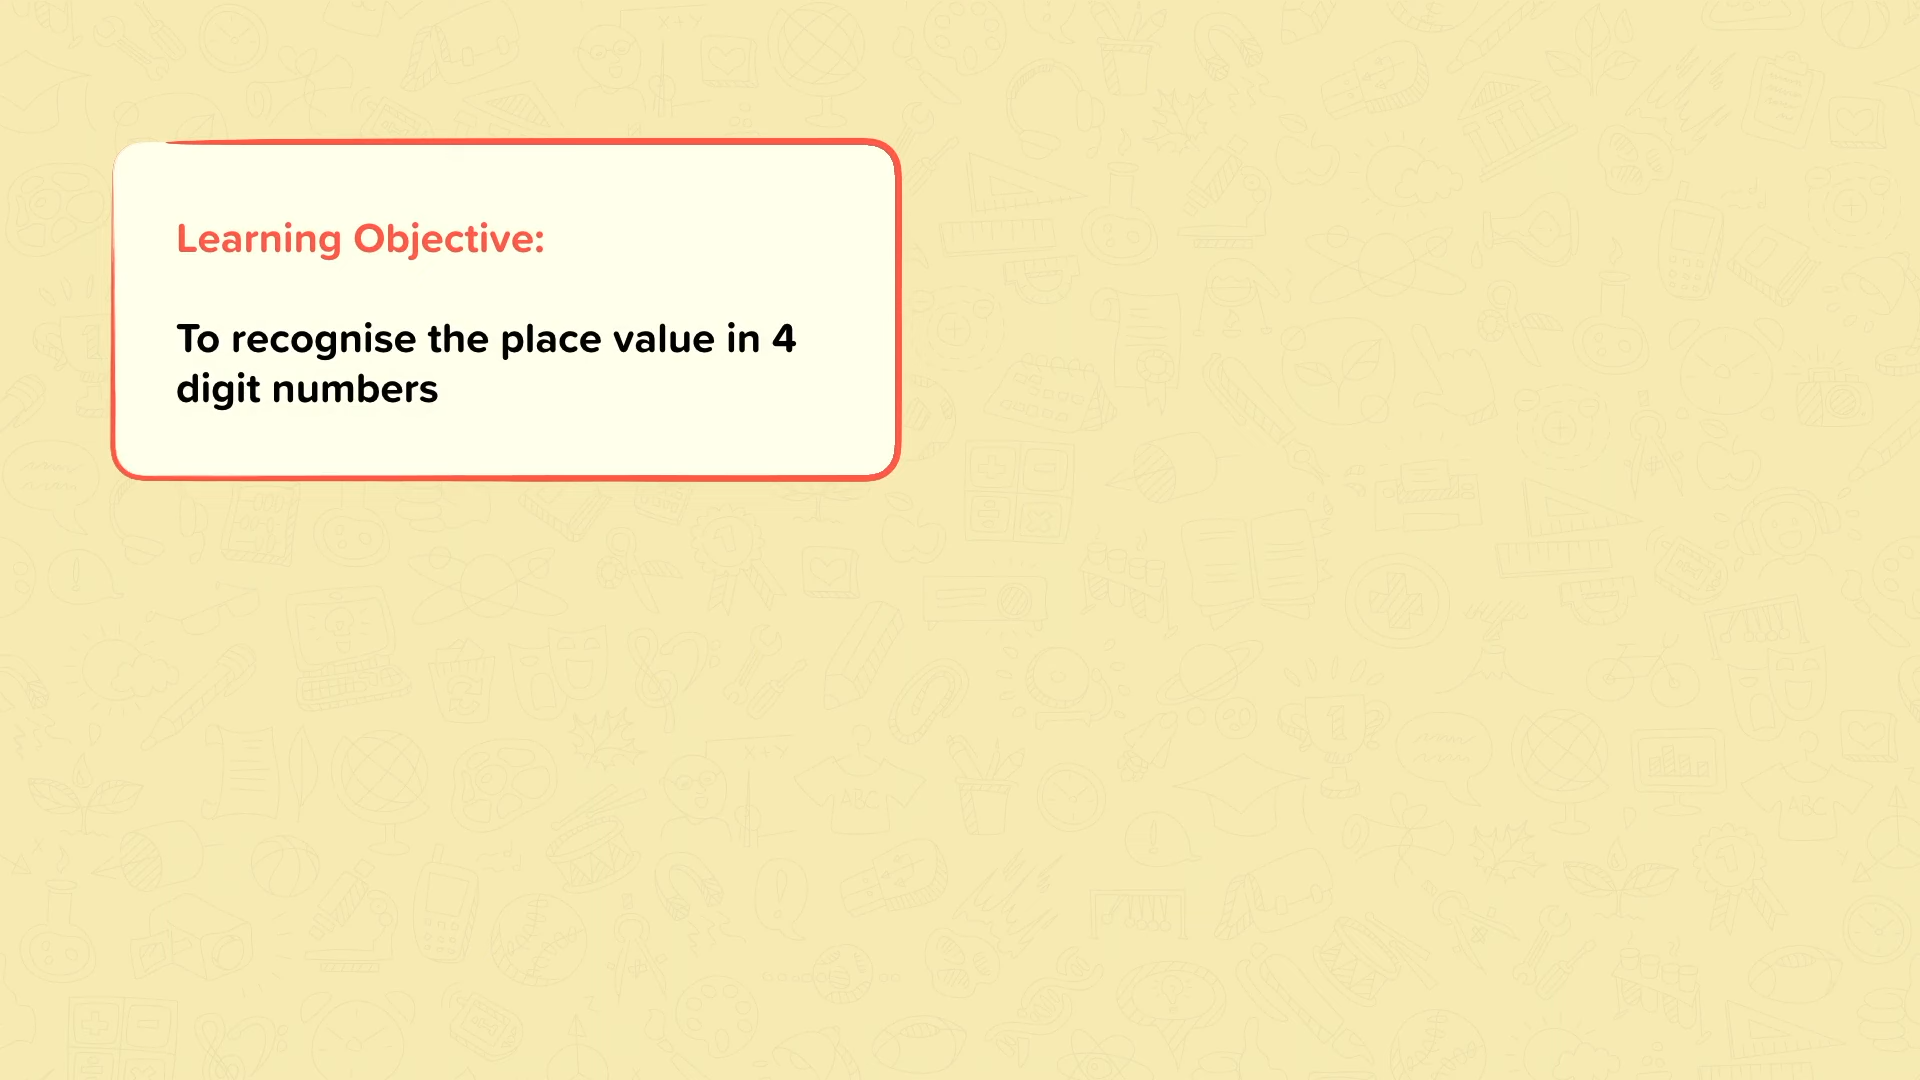 Learning Objective:
To recognise the place value in 4
digit numbers